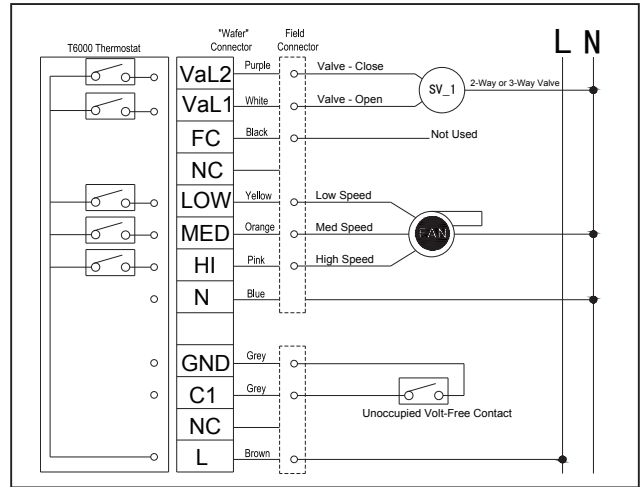 T6000 Thermostat
"Wafer"
Connector
Field
Connector
L N
VaL2 Purple Valve - Close
SV_1 2-Way or 3-Way Valve
VaL1 White Valve - Open
FC Black Not Used
NC
LOW Yellow Low Speed
MED Orange Med Speed FAN
HI Pink High Speed
N Blue
GND Grey
C1 Grey
Unoccupied Volt-Free Contact
NC
L Brown